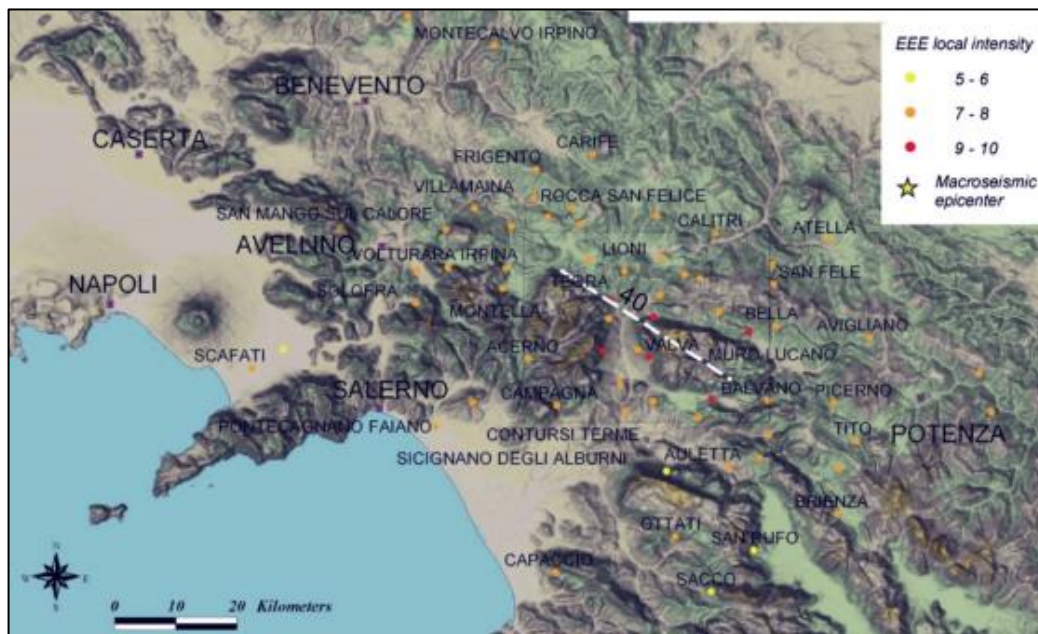 MONTECALVO IRPINO
EEE local intensity
5 - 6
7 - 8
9 - 10
Macroseismic
epicenter
BENEVENTO
CASERTA
CARIFE
FRIGENTO
VILLAMAINA
ROCCA SAN FELICE
SAN MANGO SUL CALORE
CALITRI
ATELLA
AVELLINO
VOLTURARA IRPINA
LIONI
SAN FELE
NAPOLI
SOLOFRA
TEORA
40
MONTELLA
BELLA
AVIGLIANO
SCAFATI
ACERNO
VALVA
MURO LUCANO
SALERNO
CAMPAGNA
BALVANO
PICERNO
PONTECAGNANO FAIANO
CONTURSI TERME
TITO
POTENZA
SICIGNANO DEGLI ALBURNI
AULETTA
BRIENZA
OTTATI
SAN RUFO
CAPACCIO
SACCO
N
W E
S
0 10 20 Kilometers